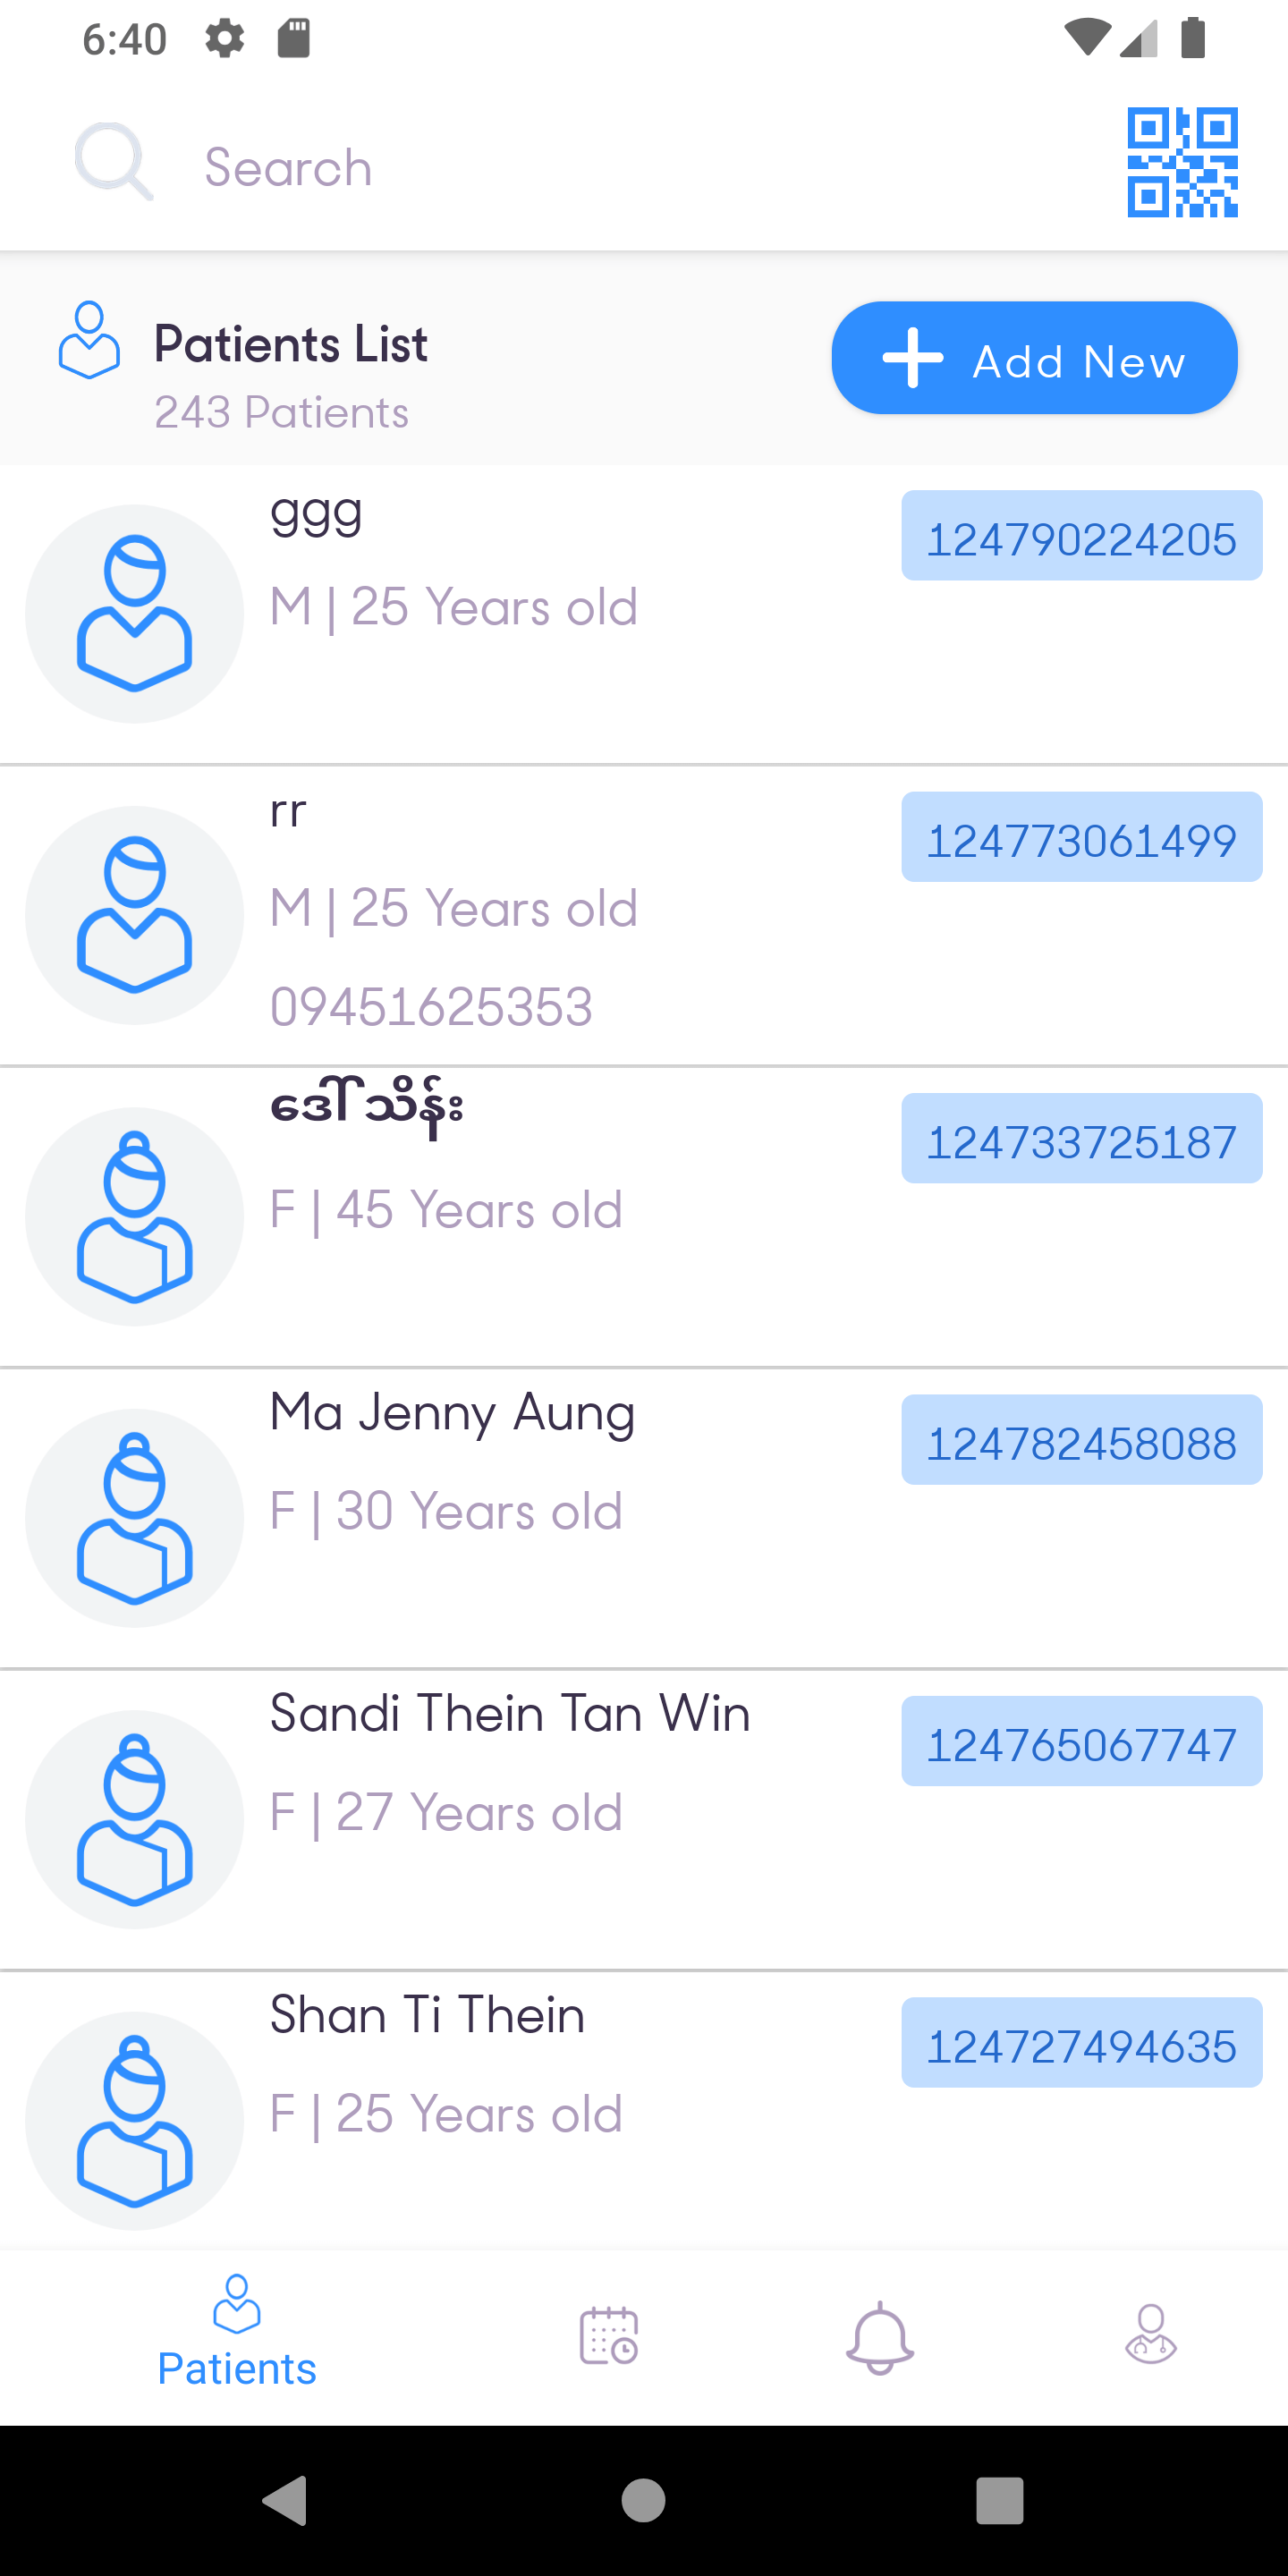 6:40
Search
Patients List
243 Patients
Add New
ggg
124790224205
M | 25 Years old
rr
124773061499
M | 25 Years old
09451625353
ဒေါ်သိန်း
124733725187
F | 45 Years old
Ma Jenny Aung
124782458088
F | 30 Years old
Sandi Thein Tan Win
124765067747
F | 27 Years old
Shan Ti Thein
124727494635
F | 25 Years old
Patients